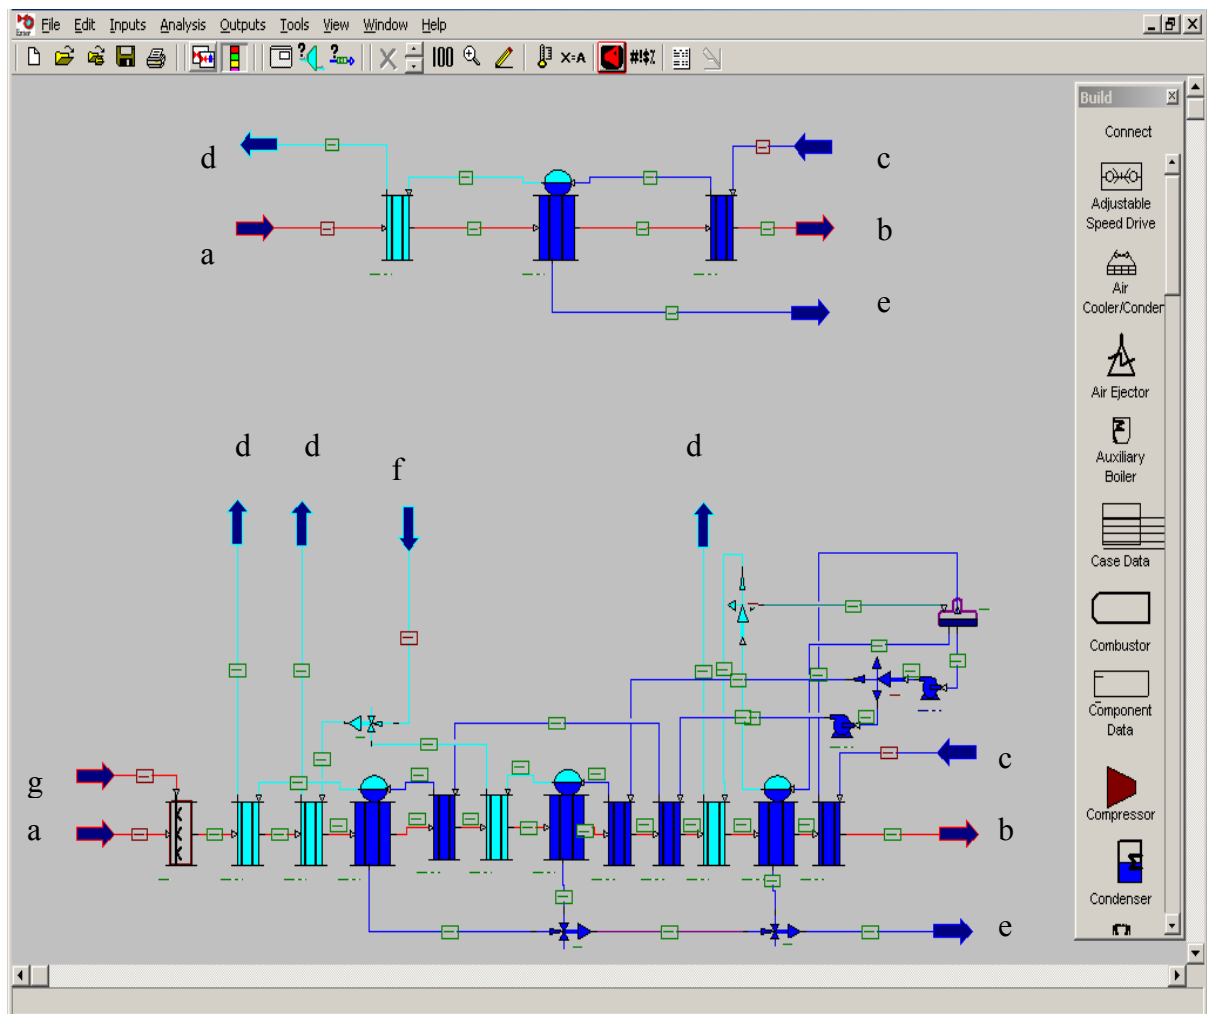 File Edit Inputs Analysis Outputs Tools View Window Help
100 X=A #!$%
Build
Connect
Adjustable
Speed Drive
Air
Cooler/Conder
Air Ejector
Auxiliary
Boiler
Case Data
Combustor
Component
Data
Compressor
Condenser
d
c
a
b
e
d
d
d
f
g
c
a
b
e